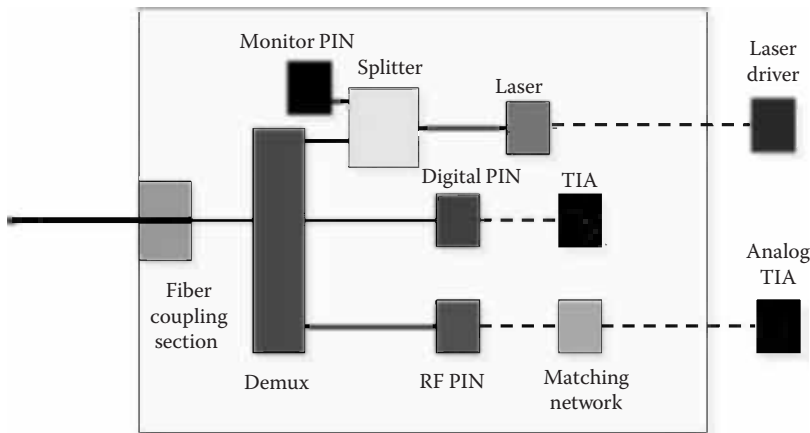 Monitor PIN
Splitter
Laser
Laser
driver
Digital PIN
TIA
Analog
TIA
Fiber
coupling
section
Demux
RF PIN
Matching
network